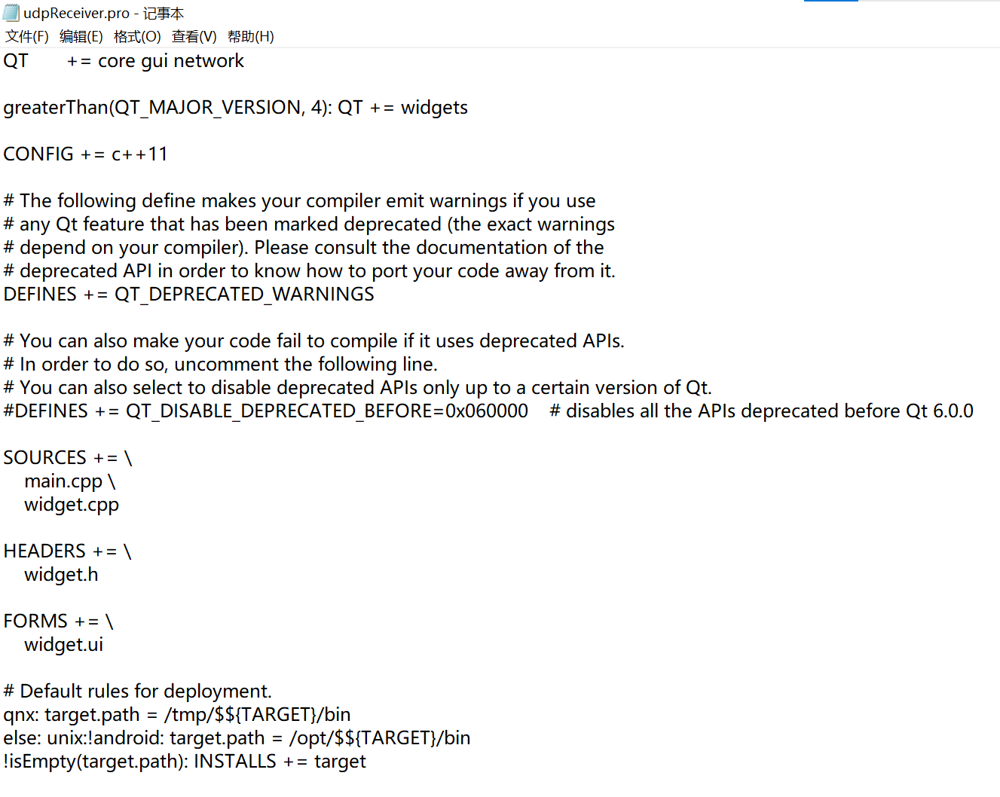 udpReceiver.pro - 记事本
文件(F) 编辑(E) 格式(O) 查看(V) 帮助(H)
QT       += core gui network

greaterThan(QT_MAJOR_VERSION, 4): QT += widgets

CONFIG += c++11

# The following define makes your compiler emit warnings if you use
# any Qt feature that has been marked deprecated (the exact warnings
# depend on your compiler). Please consult the documentation of the
# deprecated API in order to know how to port your code away from it.
DEFINES += QT_DEPRECATED_WARNINGS

# You can also make your code fail to compile if it uses deprecated APIs.
# In order to do so, uncomment the following line.
# You can also select to disable deprecated APIs only up to a certain version of Qt.
#DEFINES += QT_DISABLE_DEPRECATED_BEFORE=0x060000    # disables all the APIs deprecated before Qt 6.0.0

SOURCES += \
    main.cpp \
    widget.cpp

HEADERS += \
    widget.h

FORMS += \
    widget.ui

# Default rules for deployment.
qnx: target.path = /tmp/$${TARGET}/bin
else: unix:!android: target.path = /opt/$${TARGET}/bin
!isEmpty(target.path): INSTALLS += target